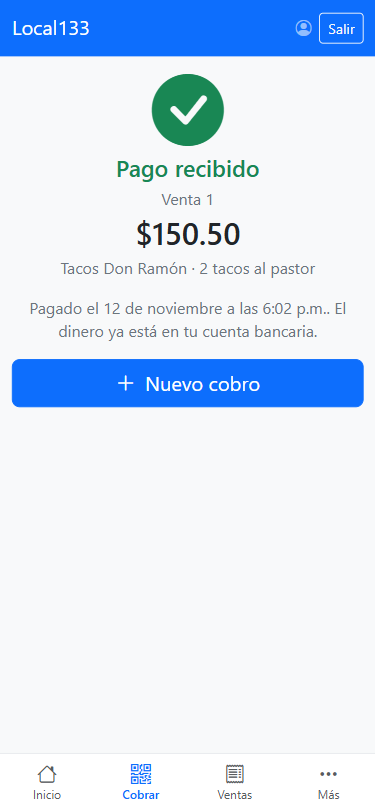 Local133
Salir
Pago recibido
Venta 1
$150.50
Tacos Don Ramón · 2 tacos al pastor
Pagado el 12 de noviembre a las 6:02 p.m.. El
dinero ya está en tu cuenta bancaria.
+ Nuevo cobro
Inicio
Cobrar
Ventas
Más